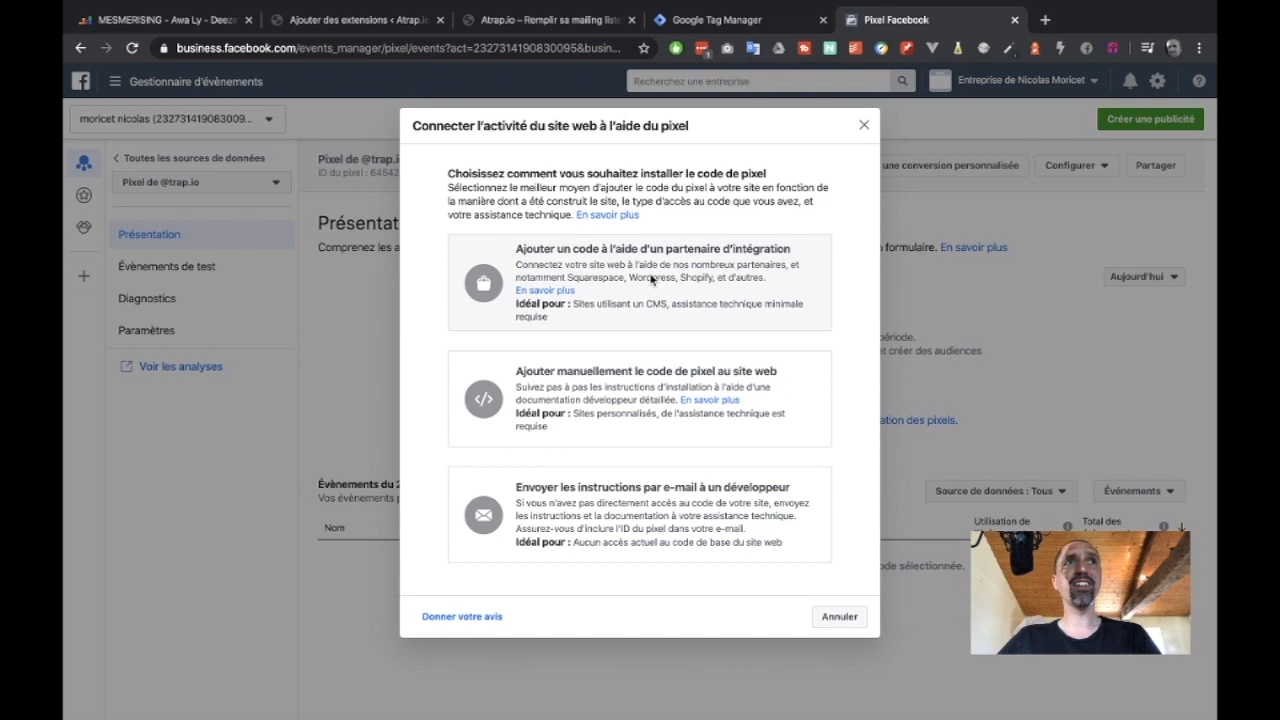 MESMERISING – Awa Ly - Deeze
Ajouter des extensions ‹ Atrap.io
Atrap.io – Remplir sa mailing list
Google Tag Manager
Pixel Facebook
business.facebook.com/events_manager/pixel/events?act=232731419083009­5&busin...
Gestionnaire d'évènements
Recherchez une entreprise
Entreprise de Nicolas Moricet
moricet nicolas (232731419083009...
Créer une publicité
Toutes les sources de données
Pixel de @trap.io
Présentation
Évènements de test
Diagnostics
Paramètres
Voir les analyses
Pixel de @trap.i
ID du pixel : 64542
une conversion personnalisée
Configurer
Partager
Présentat
Comprenez les a
formulaire. En savoir plus
Aujourd'hui
ériode.
et créer des audiences
ation des pixels.
Évènements du 2
Vos évènements p
Source de données : Tous
Événements
Nom
Utilisation de
Total des
ode sélectionnée.
Connecter l'activité du site web à l'aide du pixel
Choisissez comment vous souhaitez installer le code de pixel
Sélectionnez le meilleur moyen d'ajouter le code du pixel à votre site en fonction de
la manière dont a été construit le site, le type d'accès au code que vous avez, et
votre assistance technique. En savoir plus
Ajouter un code à l'aide d'un partenaire d'intégration
Connectez votre site web à l'aide de nos nombreux partenaires, et
notamment Squarespace, Wordpress, Shopify, et d'autres.
En savoir plus
Idéal pour : Sites utilisant un CMS, assistance technique minimale
requise
Ajouter manuellement le code de pixel au site web
Suivez pas à pas les instructions d'installation à l'aide d'une
documentation développeur détaillée. En savoir plus
Idéal pour : Sites personnalisés, de l'assistance technique est
requise
Envoyer les instructions par e-mail à un développeur
Si vous n'avez pas directement accès au code de votre site, envoyez
les instructions et la documentation à votre assistance technique.
Assurez-vous d'inclure l'ID du pixel dans votre e-mail.
Idéal pour : Aucun accès actuel au code de base du site web
Donner votre avis
Annuler